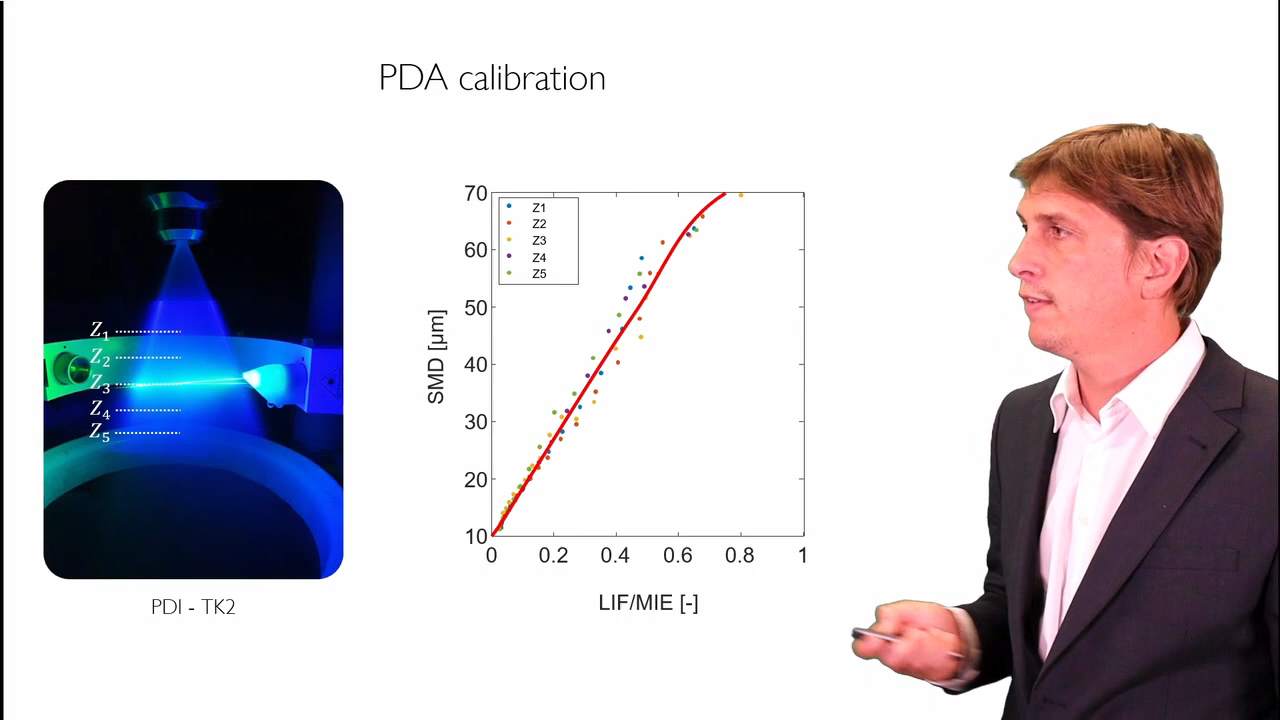 PDA calibration
Z1
Z2
Z3
Z4
Z5
PDI - TK2
70
60
50
40
30
20
10
SMD [µm]
Z1
Z2
Z3
Z4
Z5
0
0.2
0.4
0.6
0.8
1
LIF/MIE [-]